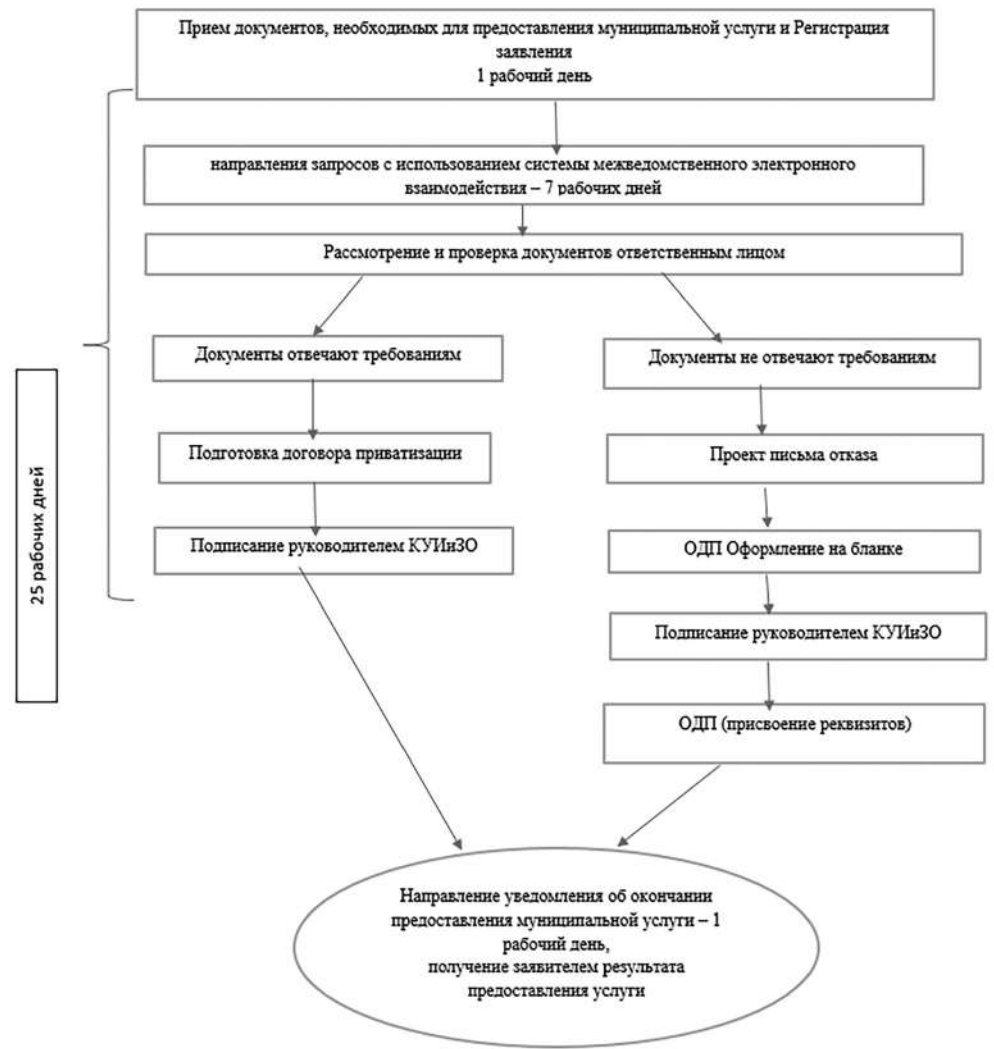 Прием документов, необходимых для предоставления муниципальной услуги и Регистрация
заявления
1 рабочий день
направления запросов с использованием системы межведомственного электронного
взаимодействия – 7 рабочих дней
Рассмотрение и проверка документов ответственным лицом
Документы отвечают требованиям
Документы не отвечают требованиям
Подготовка договора приватизации
Проект письма отказа
Подписание руководителем КУИиЗО
ОДП Оформление на бланке
Подписание руководителем КУИиЗО
ОДП (присвоение реквизитов)
25 рабочих дней
Направление уведомления об окончании
предоставления муниципальной услуги – 1
рабочий день,
получение заявителем результата
предоставления услуги